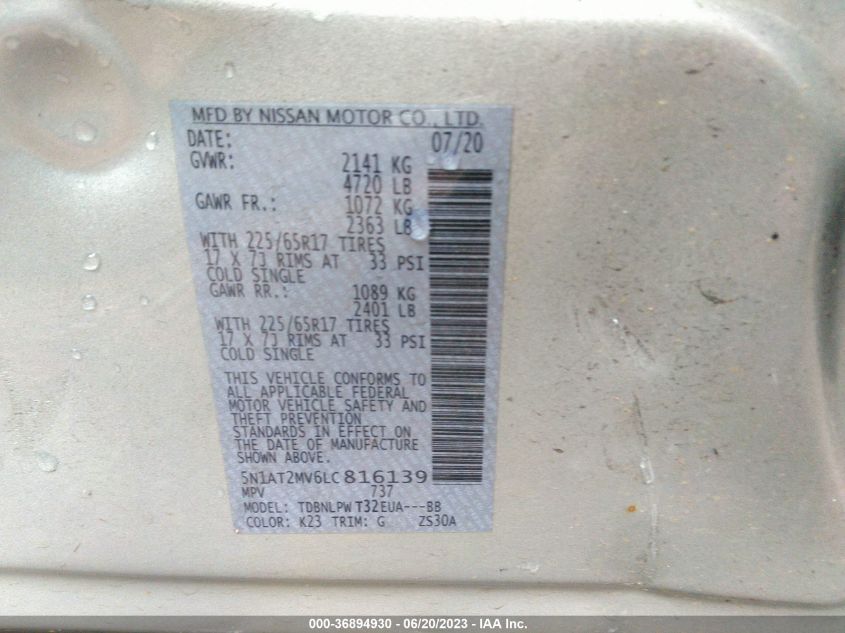 MFD BY NISSAN MOTOR CO., LTD.
DATE: 07/20
GVWR: 2141 KG
4720 LB
GAWR FR.: 1072 KG
2363 LB
WITH 225/65R17 TIRES
17 X 7J RIMS AT 33 PSI
COLD SINGLE
GAWR RR.: 1089 KG
2401 LB
WITH 225/65R17 TIRES
17 X 7J RIMS AT 33 PSI
COLD SINGLE
THIS VEHICLE CONFORMS TO
ALL APPLICABLE FEDERAL
MOTOR VEHICLE SAFETY AND
THEFT PREVENTION
STANDARDS IN EFFECT ON
THE DATE OF MANUFACTURE
SHOWN ABOVE.
5N1AT2MV6LC816139
MPV 737
MODEL: TDBNLPW T32EUA---BB
COLOR: K23 TRIM: G ZS30A
000-36894930 - 06/20/2023 - IAA Inc.